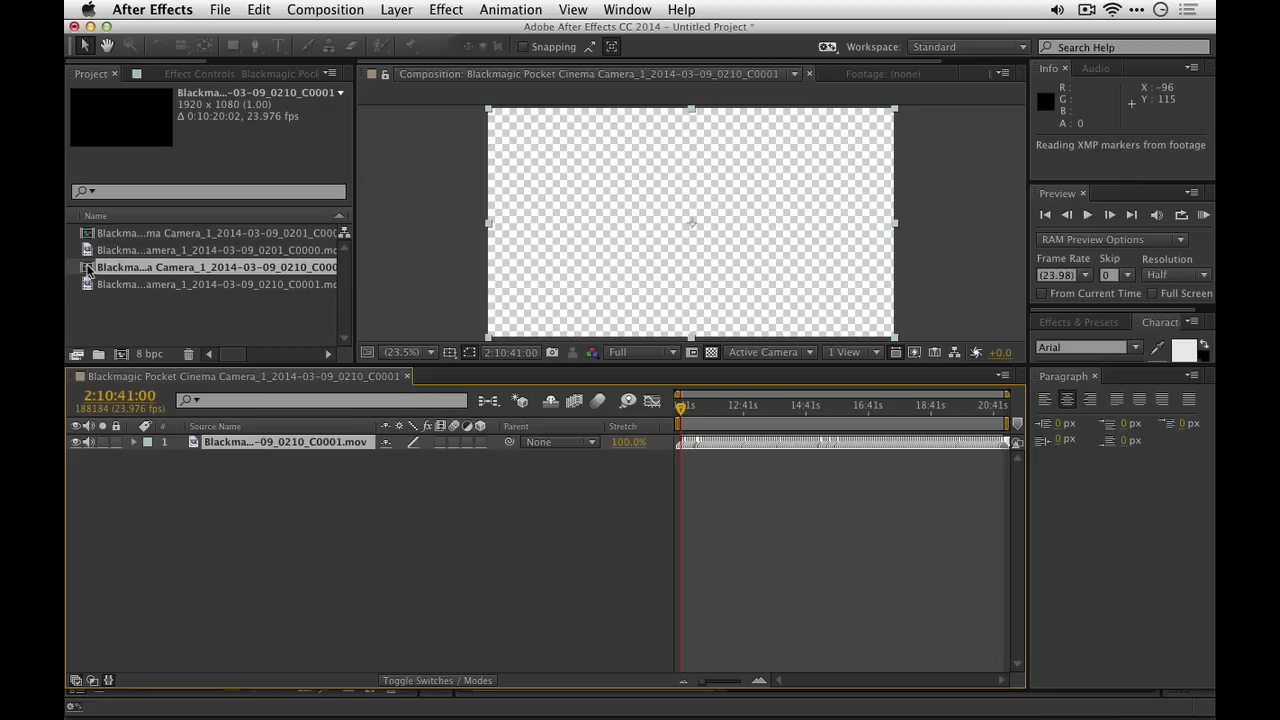 After Effects File Edit Composition Layer Effect Animation View Window Help
Adobe After Effects CC 2014 - Untitled Project *
Snapping
Workspace: Standard
Search Help
Project × Effect Controls: Blackmagic Pocl
Composition: Blackmagic Pocket Cinema Camera_1_2014-03-09_0210_C0001 ×
Footage: (none)
Info × Audio
Blackma...-03-09_0210_C0001
1920 x 1080 (1.00)
Δ 0:10:20:02, 23.976 fps
R :
G :
B :
A : 0
X : -96
Y : 115
Reading XMP markers from footage
Preview ×
Name
Blackma...ma Camera_1_2014-03-09_0201_C00
Blackma...amera_1_2014-03-09_0201_C0000.mc
Blackma...a Camera_1_2014-03-09_0210_C000
Blackma...amera_1_2014-03-09_0210_C0001.mc
RAM Preview Options
Frame Rate Skip Resolution
(23.98) 0 Half
From Current Time Full Screen
Effects & Presets Charact
Arial
8 bpc
(23.5%) 2:10:41:00 Full Active Camera 1 View +0.0
Blackmagic Pocket Cinema Camera_1_2014-03-09_0210_C0001 ×
Paragraph ×
2:10:41:00
188184 (23.976 fps)
:41s 12:41s 14:41s 16:41s 18:41s 20:41s
# Source Name Parent Stretch
1 Blackma...-09_0210_C0001.mov None 100.0%
0 px 0 px 0 px
0 px 0 px
Toggle Switches / Modes